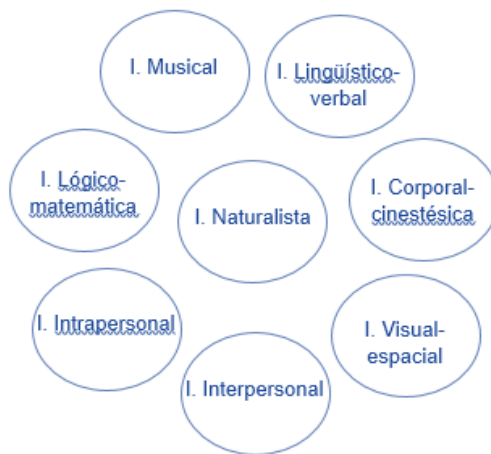 I. Musical
I. Lingüístico-
verbal
I. Lógico-
matemática
I. Naturalista
I. Corporal-
cinestésica
I. Intrapersonal
I. Visual-
espacial
I. Interpersonal